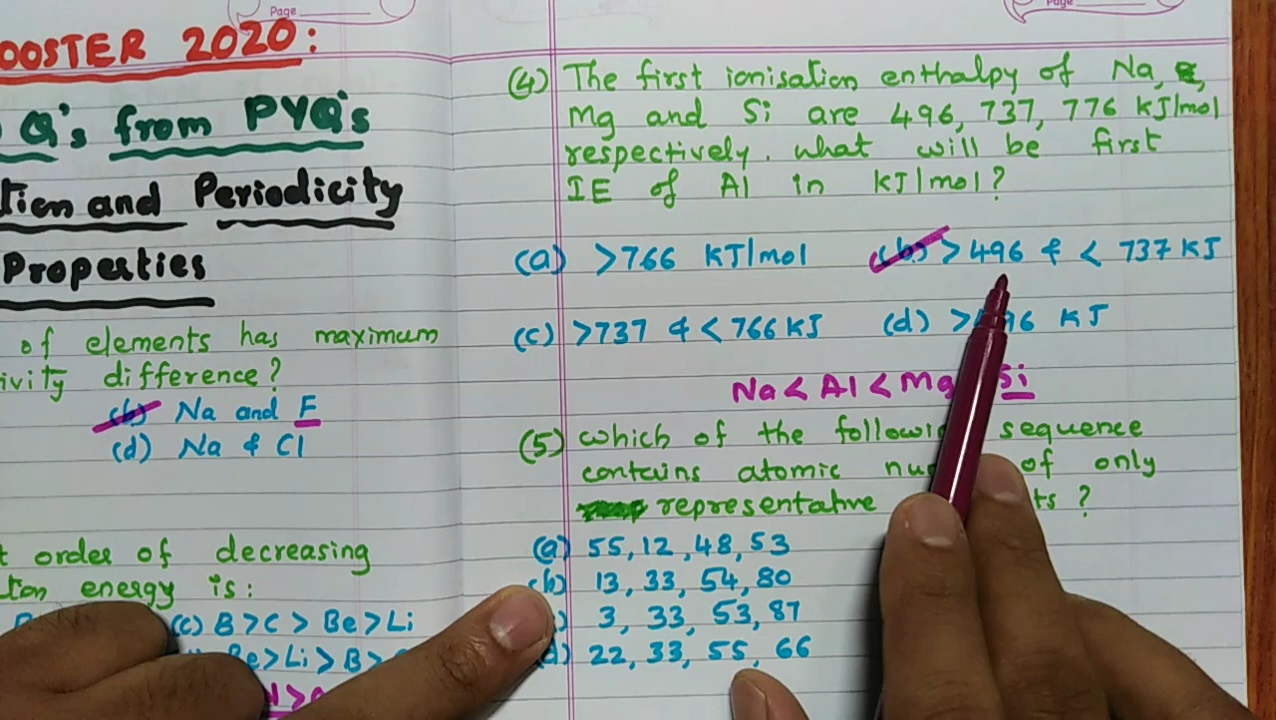 Page
OOSTER 2020:
Q's from PYQ's
tion and Periodicity
Properties
of elements has maximum
ivity difference?
(b) Na and F
(d) Na & Cl
t order of decreasing
tion energy is:
(c) B > C > Be > Li
Be > Li > B >
Page
(4) The first ionisation enthalpy of Na,
Mg and Si are 496, 737, 776 KJ/mol
respectively. what will be first
IE of Al in KJ/mol?
(a) >766 KJ/mol (b) >496 & < 737 KJ
(c) >737 & < 766 KJ (d) > 96 KJ
Na < Al < Mg Si
(5) which of the followi sequence
contains atomic nu of only
representative ts?
(a) 55, 12, 48, 53
(b) 13, 33, 54, 80
) 3, 33, 53, 87
(d) 22, 33, 55, 66